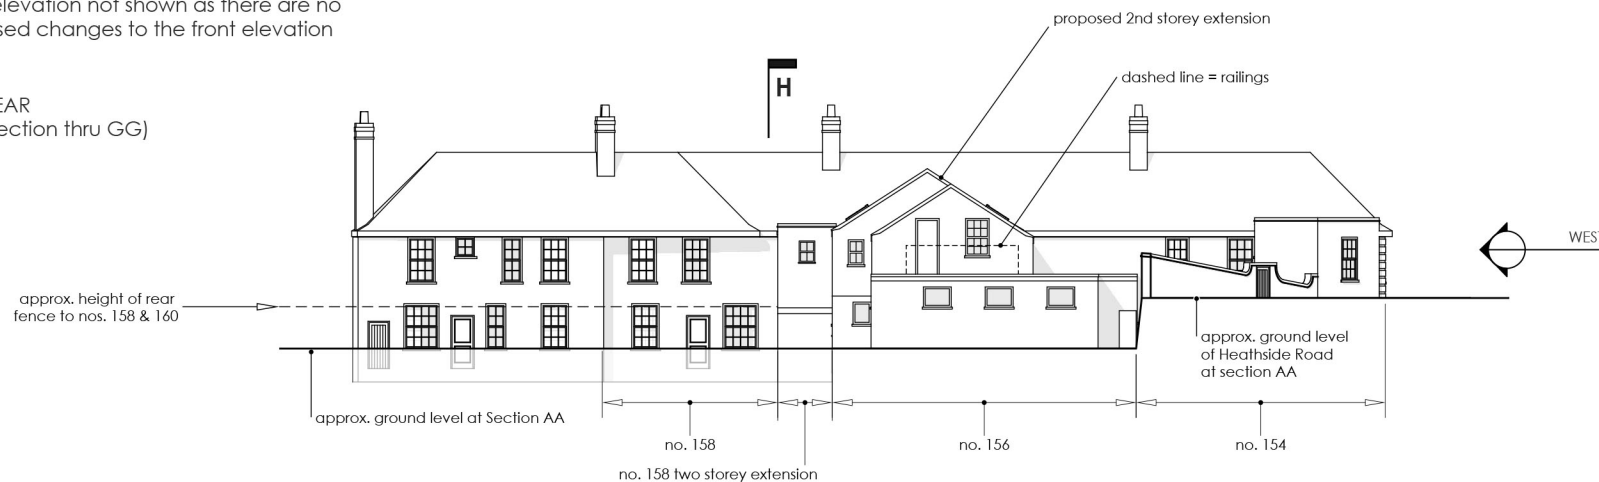 elevation not shown as there are no
sed changes to the front elevation
EAR
ection thru GG)
proposed 2nd storey extension
dashed line = railings
H
WES
approx. height of rear
fence to nos. 158 & 160
approx. ground level
of Heathside Road
at section AA
approx. ground level at Section AA
no. 158
no. 156
no. 154
no. 158 two storey extension